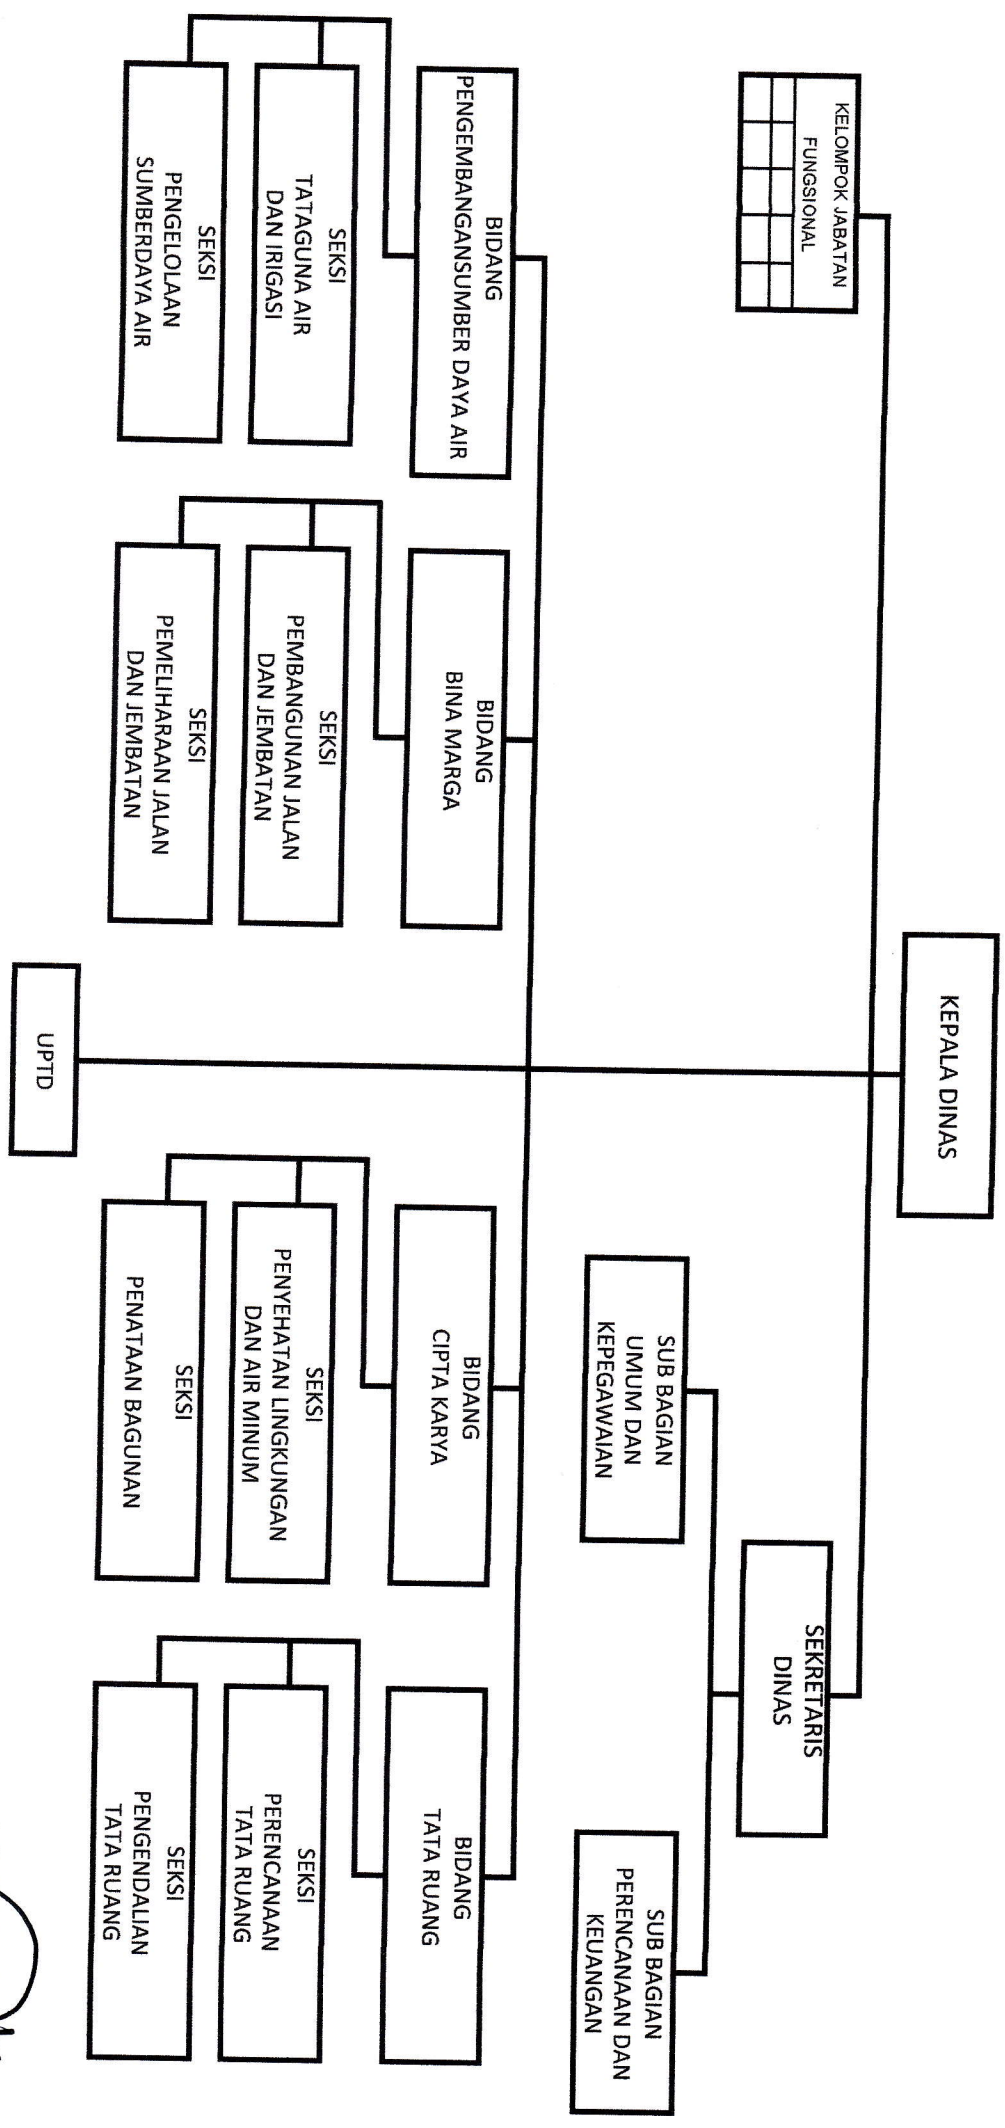 KEPALA DINAS
KELOMPOK JABATAN
FUNGSIONAL
SEKRETARIS
DINAS
SUB BAGIAN
UMUM DAN
KEPEGAWAIAN
SUB BAGIAN
PERENCANAAN DAN
KEUANGAN
BIDANG
PENGEMBANGANSUMBER DAYA AIR
BIDANG
BINA MARGA
BIDANG
CIPTA KARYA
BIDANG
TATA RUANG
SEKSI
TATAGUNA AIR
DAN IRIGASI
SEKSI
PEMBANGUNAN JALAN
DAN JEMBATAN
SEKSI
PENYEHATAN LINGKUNGAN
DAN AIR MINUM
SEKSI
PERENCANAAN
TATA RUANG
SEKSI
PENGELOLAAN
SUMBERDAYA AIR
SEKSI
PEMELIHARAAN JALAN
DAN JEMBATAN
SEKSI
PENATAAN BAGUNAN
SEKSI
PENGENDALIAN
TATA RUANG
UPTD